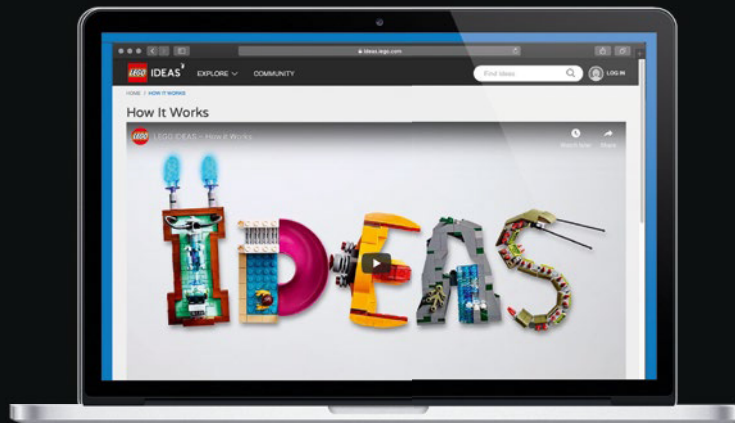 ideas.lego.com
LEGO IDEAS EXPLORE COMMUNITY Find Ideas LOG IN
HOME / HOW IT WORKS
How It Works
LEGO LEGO IDEAS – How it Works
Watch later Share
IDEAS